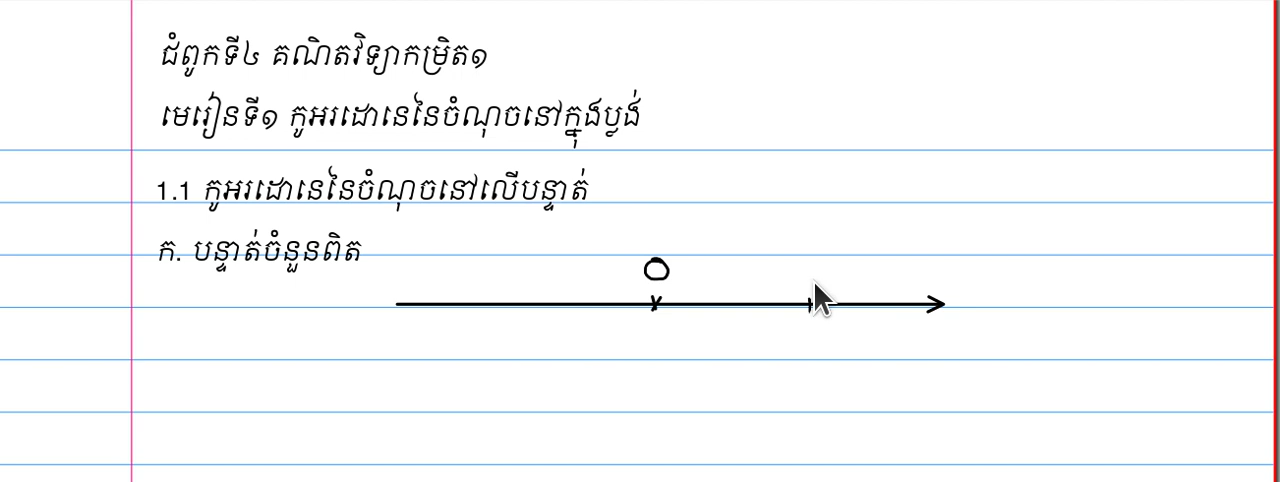 ជំពូកទី៤ គណិតវិទ្យាកម្រិត១
មេរៀនទី១ កូអរដោនេនៃចំណុចនៅក្នុងប្លង់
1.1 កូអរដោនេនៃចំណុចនៅលើបន្ទាត់
ក. បន្ទាត់ចំនួនពិត
O